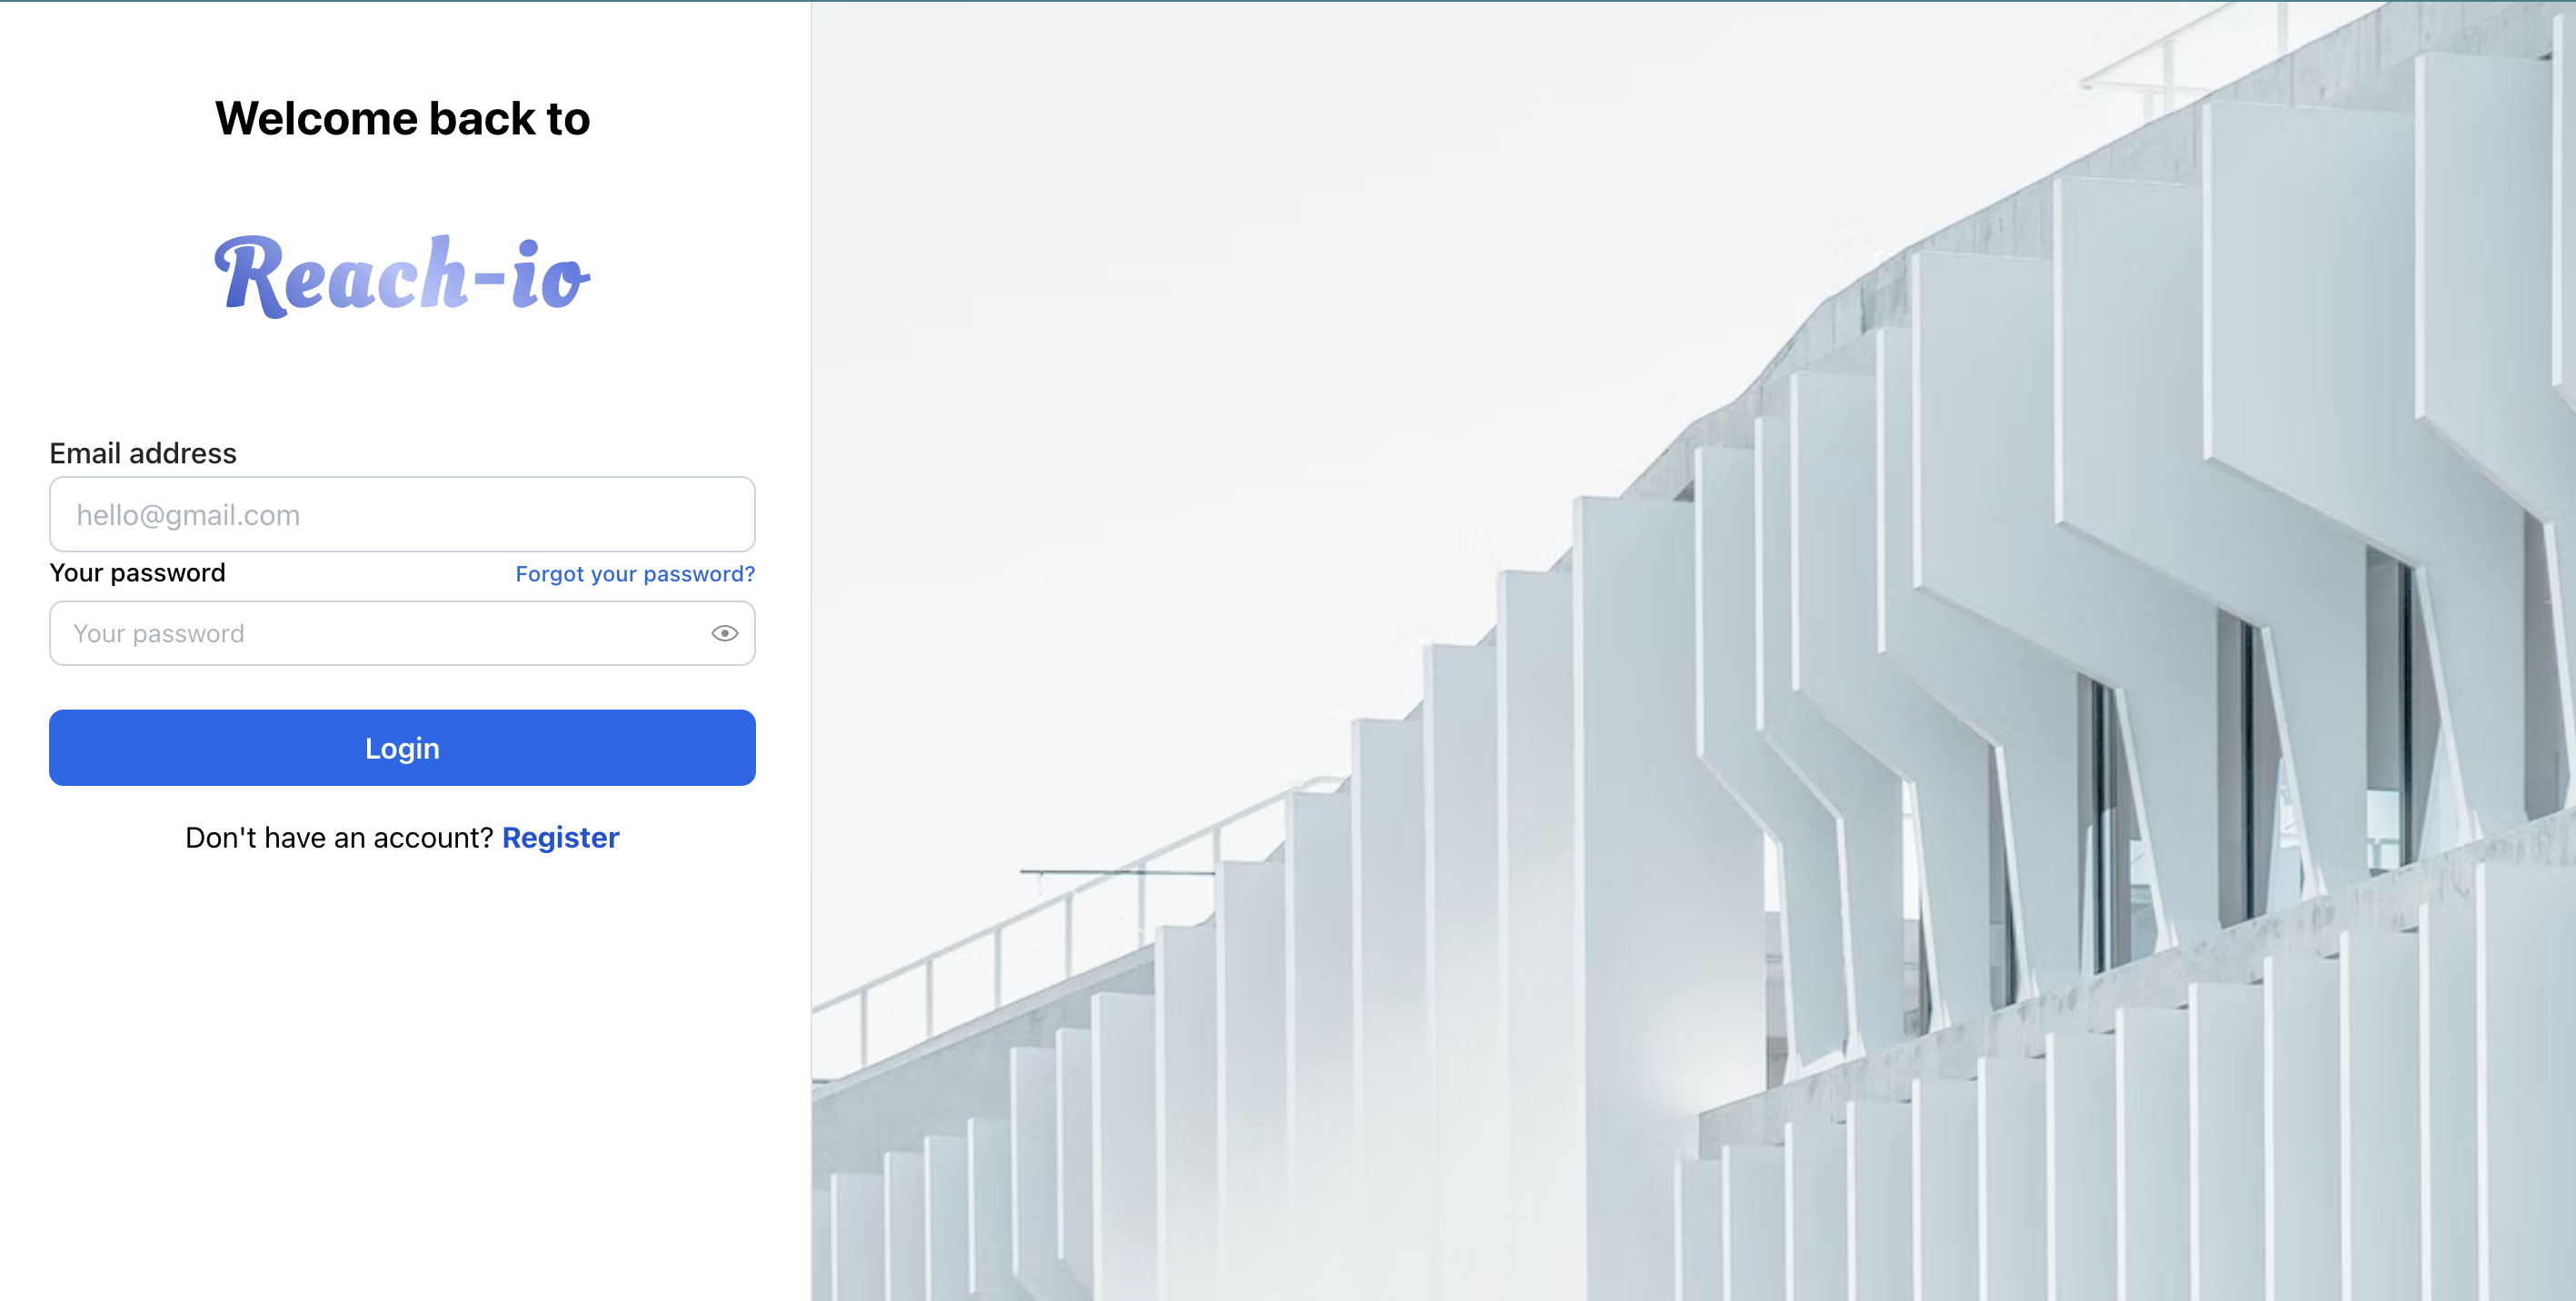 Welcome back to
Reach-io
Email address
hello@gmail.com
Your password
Forgot your password?
Your password
Login
Don't have an account? Register